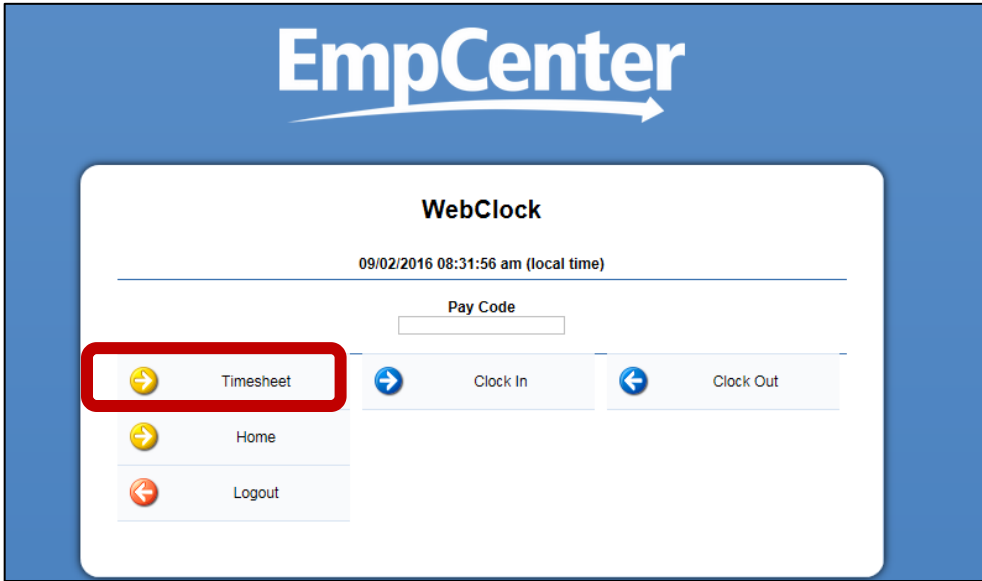 EmpCenter
WebClock
09/02/2016 08:31:56 am (local time)
Pay Code
Timesheet
Clock In
Clock Out
Home
Logout